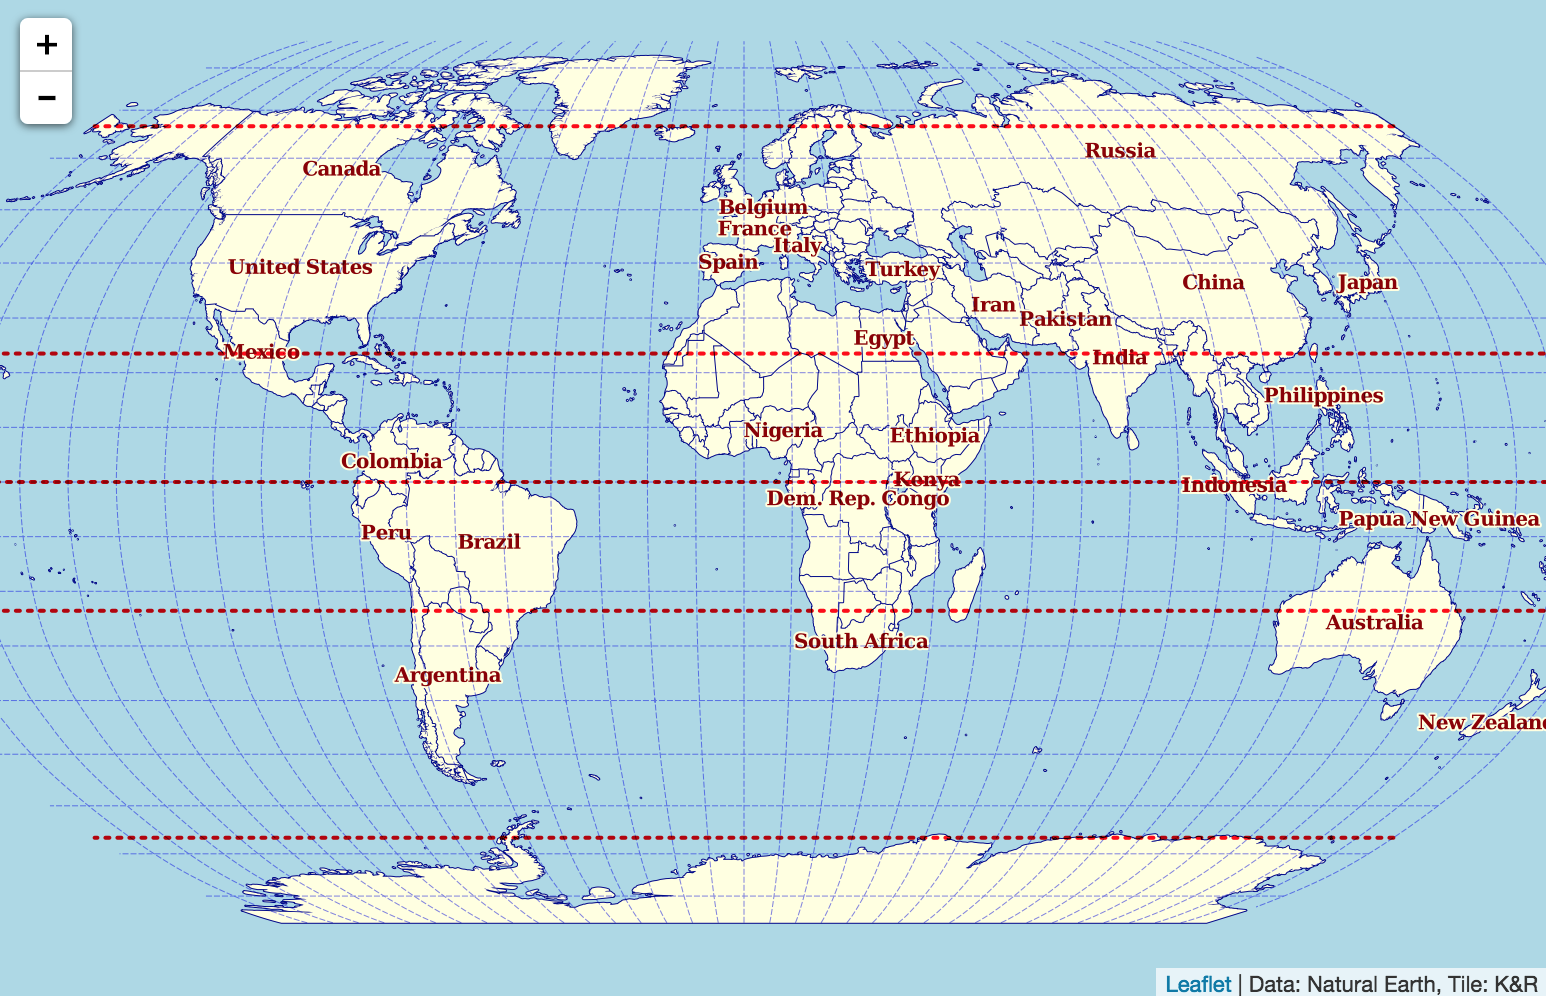 +
−
Canada
Russia
Belgium
France
Italy
Spain
Turkey
United States
China
Japan
Iran
Pakistan
Egypt
Mexico
India
Philippines
Nigeria
Ethiopia
Colombia
Kenya
Indonesia
Dem. Rep. Congo
Papua New Guinea
Peru
Brazil
Australia
South Africa
Argentina
New Zealand
Leaflet | Data: Natural Earth, Tile: K&R